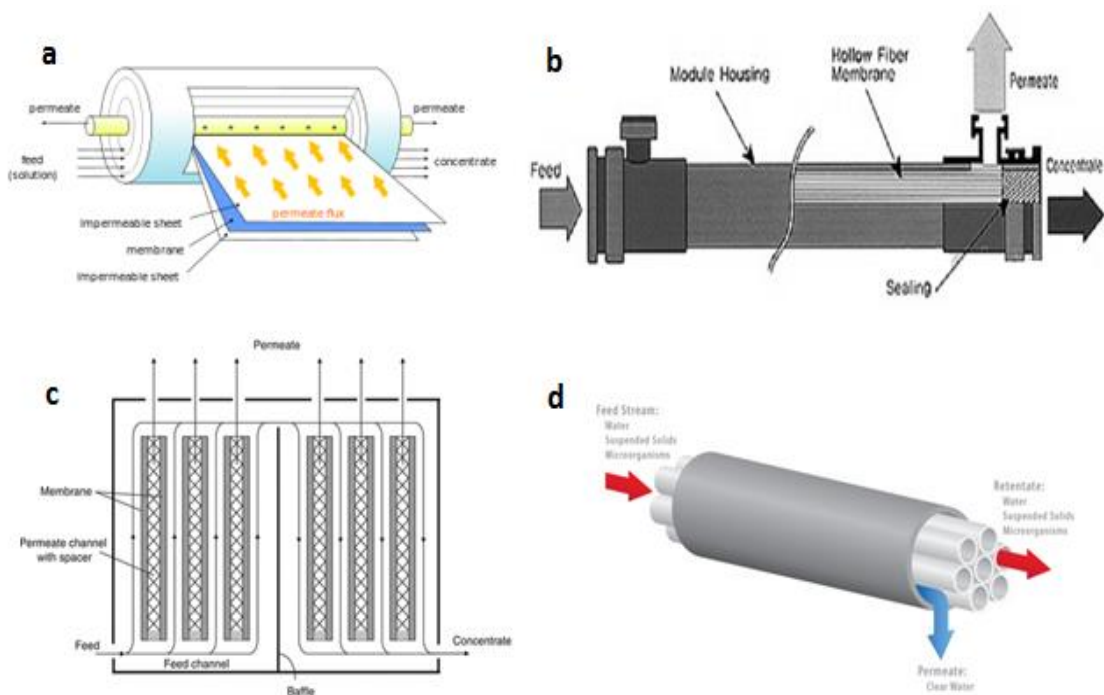 a
permeate
permeate
feed
(solution)
concentrate
Impermeable sheet
permeate flux
membrane
Impermeable sheet
b
Module Housing
Hollow Fiber
Membrane
Permeate
Feed
Concentrate
Sealing
c
Permeate
Membrane
Permeate channel
with spacer
Feed
Concentrate
Feed channel
Baffle
d
Feed Stream:
Water
Suspended Solids
Microorganisms
Retentate:
Water
Suspended Solids
Microorganisms
Permeate:
Clear Water